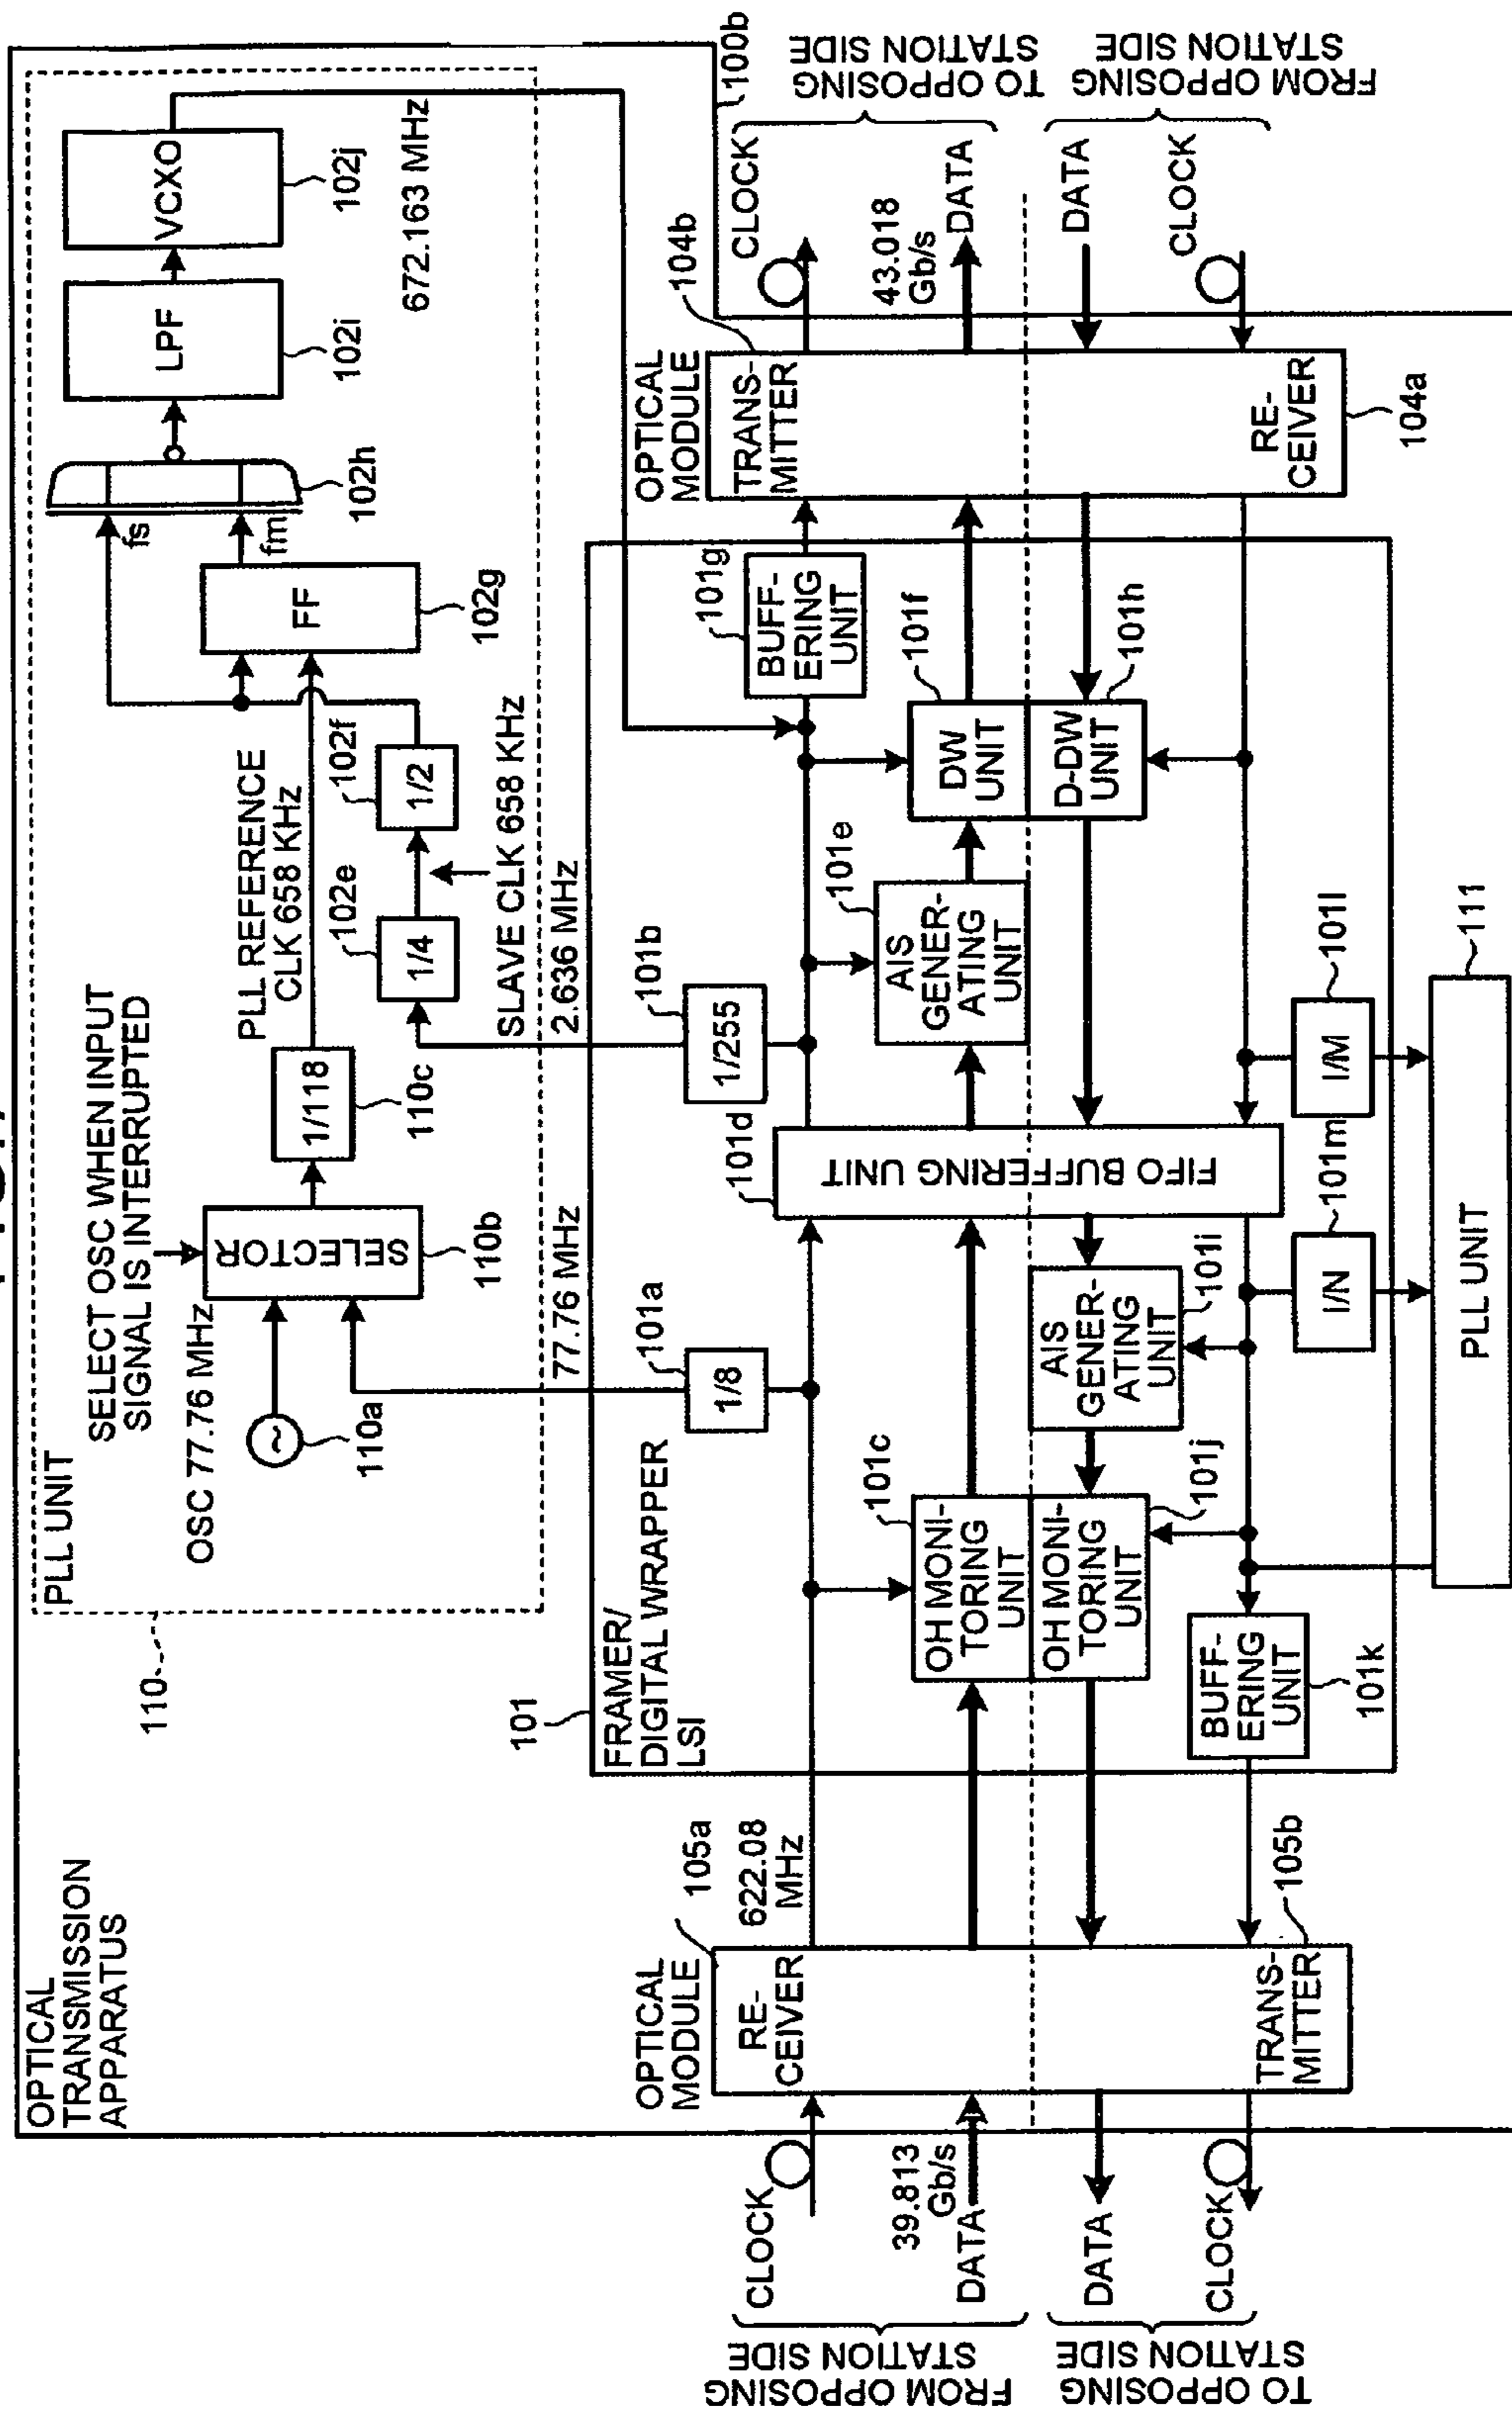 OPTICAL
TRANSMISSION
APPARATUS
100b
110
PLL UNIT
SELECT OSC WHEN INPUT
SIGNAL IS INTERRUPTED
OSC 77.76 MHz
110a
SELECTOR
110b
1/118
110c
PLL REFERENCE
CLK 658 KHz
102e
1/4
102f
1/2
SLAVE CLK 658 KHz
FF
102g
fs
fm
102h
LPF
102i
VCXO
102j
672.163 MHz
77.76 MHz
2.636 MHz
101
FRAMER/
DIGITAL WRAPPER
LSI
1/8
101a
1/255
101b
OH MONI-
TORING
UNIT
101c
FIFO BUFFERING UNIT
101d
AIS
GENER-
ATING
UNIT
101e
DW
UNIT
101f
BUFF-
ERING
UNIT
101g
D-DW
UNIT
101h
AIS
GENER-
ATING
UNIT
101i
OH MONI-
TORING
UNIT
101j
BUFF-
ERING
UNIT
101k
I/M
101l
I/N
101m
PLL UNIT
111
OPTICAL
MODULE
RE-
CEIVER
105a
622.08
MHz
TRANS-
MITTER
105b
OPTICAL
MODULE
TRANS-
MITTER
104b
RE-
CEIVER
104a
CLOCK
39.813
Gb/s
DATA
FROM OPPOSING
STATION SIDE
DATA
CLOCK
TO OPPOSING
STATION SIDE
CLOCK
43.018
Gb/s
DATA
TO OPPOSING
STATION SIDE
DATA
CLOCK
FROM OPPOSING
STATION SIDE